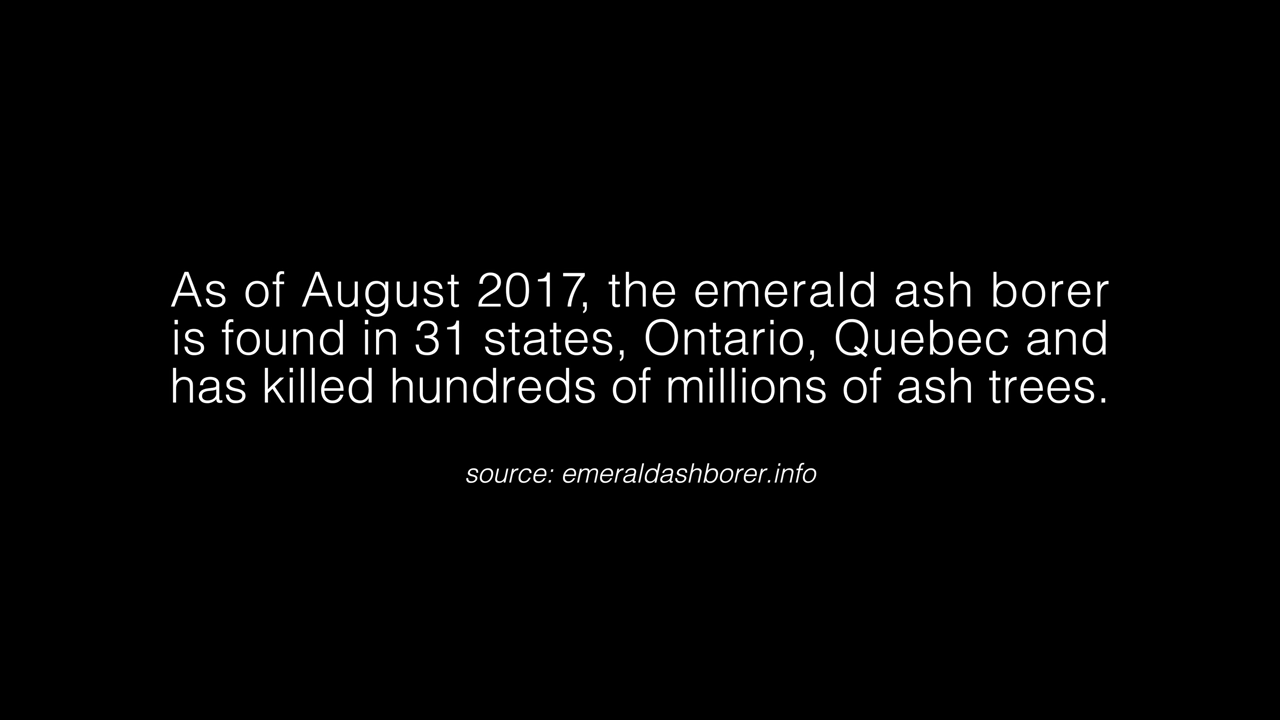 As of August 2017, the emerald ash borer
is found in 31 states, Ontario, Quebec and
has killed hundreds of millions of ash trees.
source: emeraldashborer.info